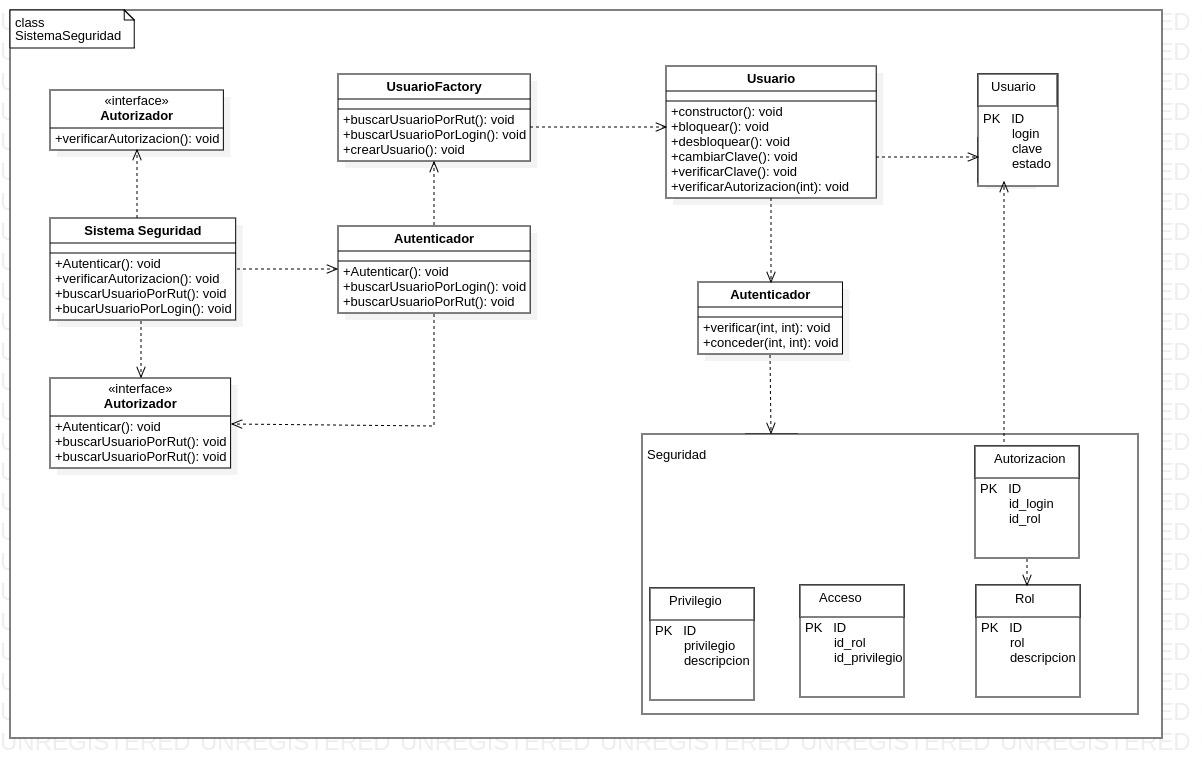 class
SistemaSeguridad
«interface»
Autorizador
+verificarAutorizacion(): void
UsuarioFactory
+buscarUsuarioPorRut(): void
+buscarUsuarioPorLogin(): void
+crearUsuario(): void
Usuario
+constructor(): void
+bloquear(): void
+desbloquear(): void
+cambiarClave(): void
+verificarClave(): void
+verificarAutorizacion(int): void
Usuario
PK ID
login
clave
estado
Sistema Seguridad
+Autenticar(): void
+verificarAutorizacion(): void
+buscarUsuarioPorRut(): void
+bucarUsuarioPorLogin(): void
Autenticador
+Autenticar(): void
+buscarUsuarioPorLogin(): void
+buscarUsuarioPorRut(): void
Autenticador
+verificar(int, int): void
+conceder(int, int): void
«interface»
Autorizador
+Autenticar(): void
+buscarUsuarioPorRut(): void
+buscarUsuarioPorRut(): void
Seguridad
Autorizacion
PK ID
id_login
id_rol
Privilegio
PK ID
privilegio
descripcion
Acceso
PK ID
id_rol
id_privilegio
Rol
PK ID
rol
descripcion
UNREGISTERED UNREGISTERED UNREGISTERED UNREGISTERED UNREGISTERED UNREGISTERED